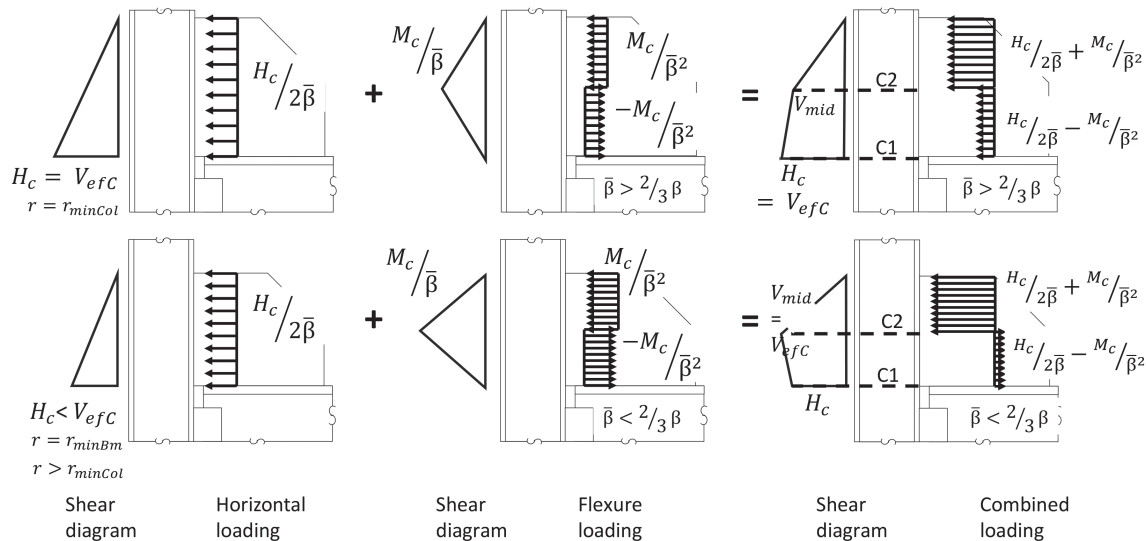 H_c/2β̄
+
M_c/β̄
M_c/β̄²
−M_c/β̄²
=
V_mid
C2
C1
H_c/2β̄ + M_c/β̄²
H_c/2β̄ − M_c/β̄²
H_c = V_efC
r = r_minCol
β̄ > 2/3 β
H_c
= V_efC
β̄ > 2/3 β
H_c/2β̄
+
M_c/β̄
M_c/β̄²
−M_c/β̄²
=
V_mid
=
V_efC
C2
C1
H_c/2β̄ + M_c/β̄²
H_c/2β̄ − M_c/β̄²
H_c < V_efC
r = r_minBm
r > r_minCol
β̄ < 2/3 β
H_c
β̄ < 2/3 β
Shear
diagram
Horizontal
loading
Shear
diagram
Flexure
loading
Shear
diagram
Combined
loading